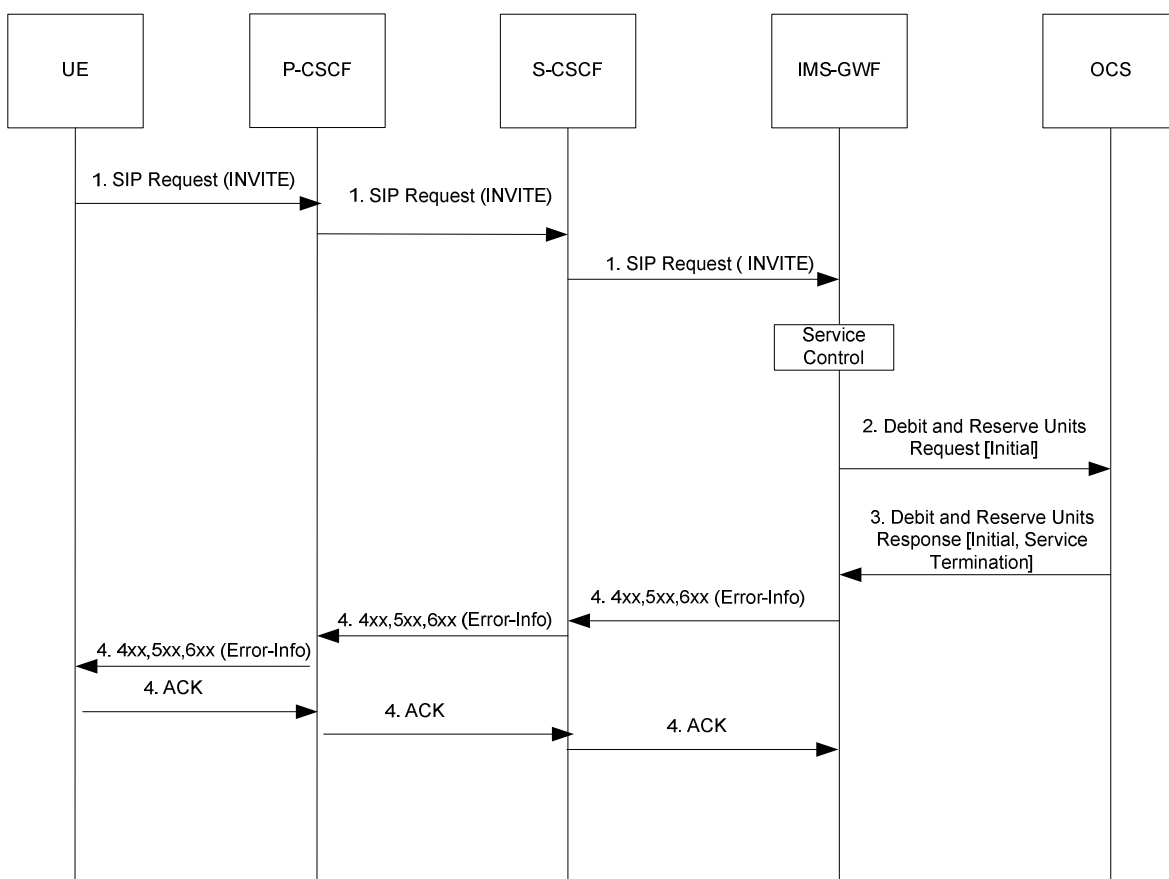 UE
P-CSCF
S-CSCF
IMS-GWF
OCS
1. SIP Request (INVITE)
1. SIP Request (INVITE)
1. SIP Request ( INVITE)
Service
Control
2. Debit and Reserve Units
Request [Initial]
3. Debit and Reserve Units
Response [Initial, Service
Termination]
4. 4xx,5xx,6xx (Error-Info)
4. 4xx,5xx,6xx (Error-Info)
4. 4xx,5xx,6xx (Error-Info)
4. ACK
4. ACK
4. ACK